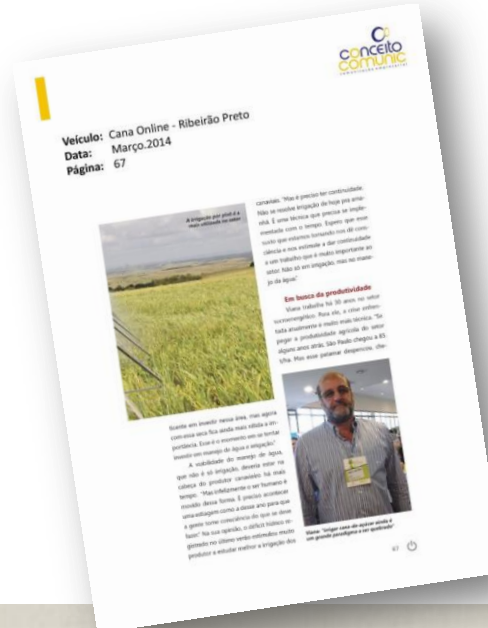 conceito
comunic
Veículo: Cana Online - Ribeirão Preto
Data: Março.2014
Página: 67
A irrigação por pivô é a
mais utilizada no setor
ficente em investir nessa área, mas agora
com essa seca fica ainda mais nítida a im-
portância. Esse é o momento em se tentar
investir em manejo de água e irrigação."
A viabilidade do manejo de água,
que não é só irrigação, deveria estar na
cabeça do produtor canavieiro há mais
tempo. "Mas infelizmente o ser humano é
movido dessa forma. É preciso acontecer
uma estiagem como a desse ano para que
a gente tome consciência do que se deve
fazer." Na sua opinião, o déficit hídrico re-
gistrado no último verão estimulou muito
produtor a estudar melhor a irrigação dos
canaviais. "Mas é preciso ter continuidade.
Não se resolve irrigação de hoje pra ama-
nhã. É uma técnica que precisa se imple-
mentada com o tempo. Espero que esse
susto que estamos tomando nos dê cons-
ciência e nos estimule a dar continuidade
a um trabalho que é muito importante ao
setor. Não só em irrigação, mas no mane-
jo da água."
Em busca da produtividade
Viana trabalha há 30 anos no setor
sucroenergético. Para ele, a crise enfren-
tada atualmente é muito mais técnica. "Se
pegar a produtividade agrícola do setor
alguns anos atrás, São Paulo chegou a 85
t/ha. Mas esse patamar despencou, che-
Viana: "Irrigar cana-de-açúcar ainda é
um grande paradigma a ser quebrado"
67